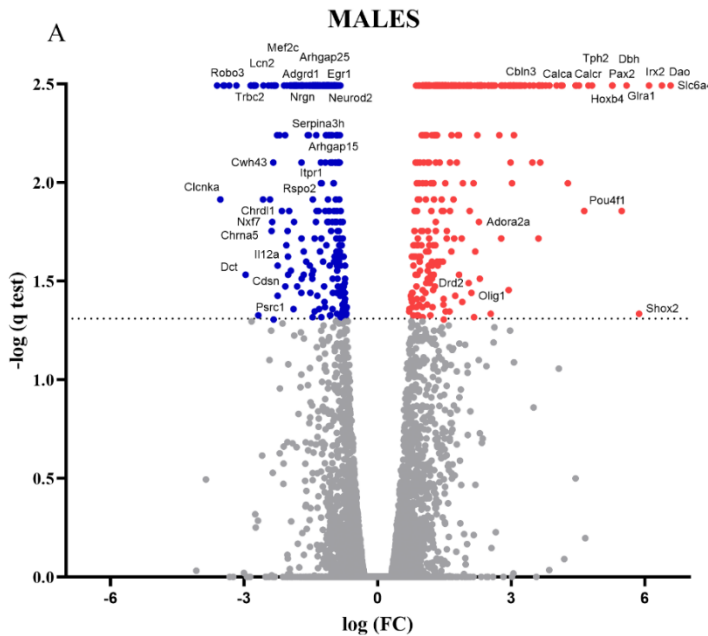 MALES
A
Mef2c
Tph2
Dbh
Lcn2
Arhgap25
Robo3
Adgrd1
Egr1
Cbln3
Calca
Calcr
Pax2
Irx2
Dao
2.5
Slc6a4
Trbc2
Nrgn
Neurod2
Hoxb4
Glra1
Serpina3h
Arhgap15
Cwh43
Itpr1
2.0
Clcnka
Rspo2
Pou4f1
Chrdl1
Nxf7
Adora2a
Chrna5
Il12a
Dct
Drd2
1.5
Cdsn
Olig1
Psrc1
Shox2
-log (q test)
1.0
0.5
0.0
-6
-3
0
3
6
log (FC)